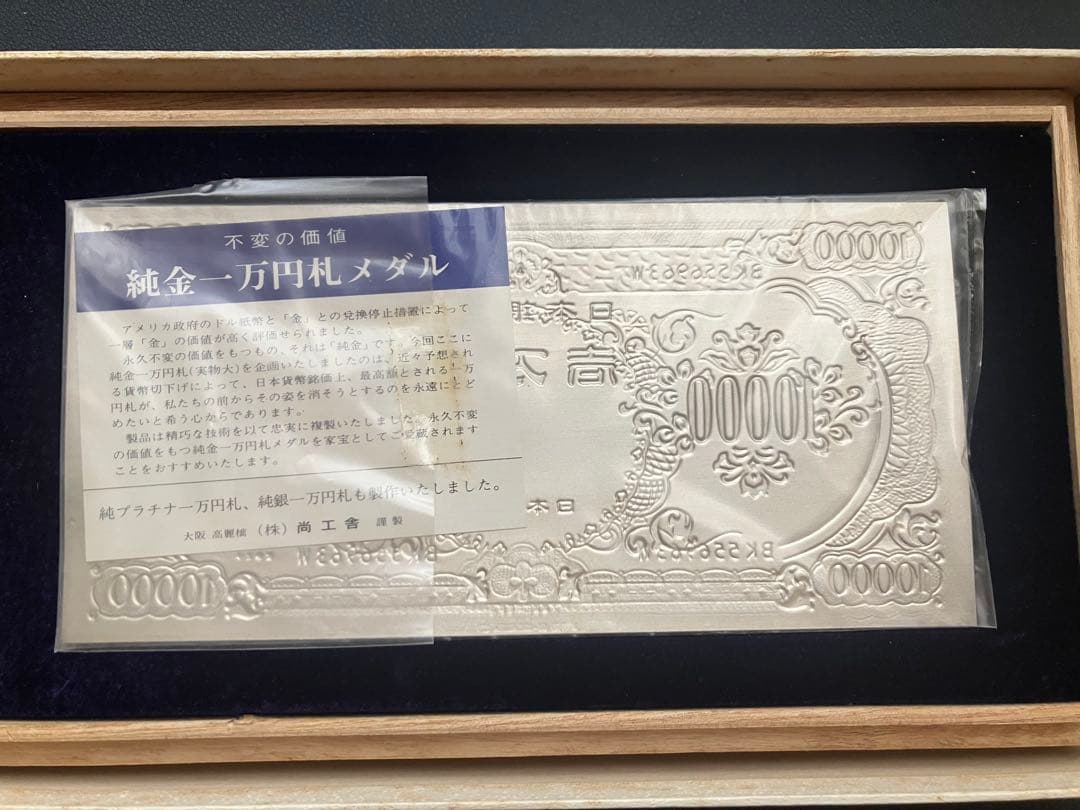 不変の価値
純金一万円札メダル
アメリカ政府のドル紙幣と「金」との兌換停止措置によって
一層「金」の価値が高く評価せられました。
永久不変の価値をもつもの、それは「純金」です。今回ここに
純金一万円札(実物大)を企画いたしましたのは、近々予想され
る貨幣切下げによって、日本貨幣銘価上、最高額とされる一万
円札が、私たちの前からその姿を消そうとするのを永遠にとど
めたいと希う心からであります。
製品は精巧な技術を以て忠実に複製いたしました。永久不変
の価値をもつ純金一万円札メダルを家宝としてご愛蔵されます
ことをおすすめいたします。
純プラチナ一万円札、純銀一万円札も製作いたしました。
大阪 高麗橋 (株) 尚工舎 謹製
10000
BK556963W
日本
壱
10000
日本
BK556963W
BK556963W
10000
10000